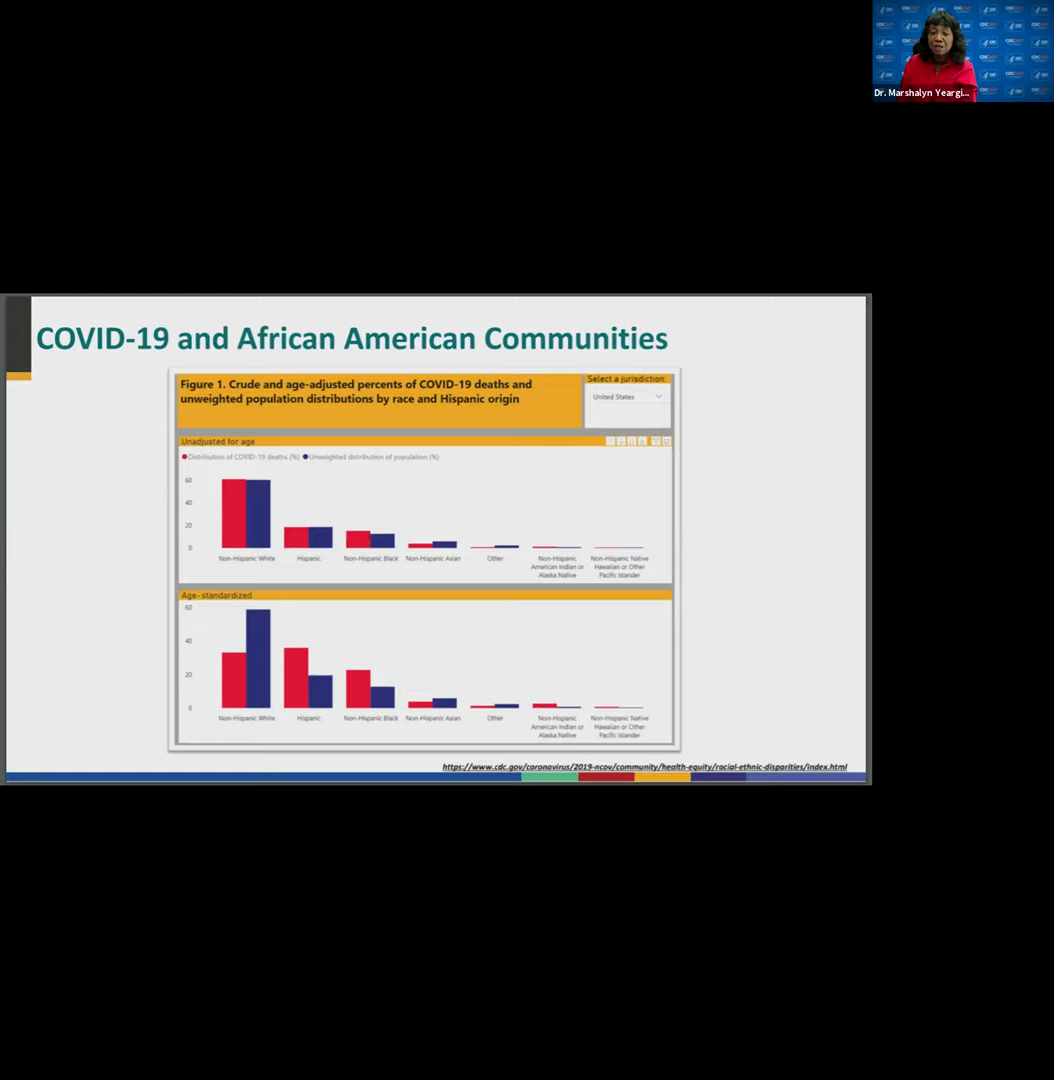 Dr. Marshalyn Yeargi...
COVID-19 and African American Communities
Figure 1. Crude and age-adjusted percents of COVID-19 deaths and
unweighted population distributions by race and Hispanic origin
Select a jurisdiction:
United States
Unadjusted for age
Distribution of COVID-19 deaths (%) Unweighted distribution of population (%)
60
40
20
0
Non-Hispanic White Hispanic Non-Hispanic Black Non-Hispanic Asian Other Non-Hispanic Non-Hispanic Native
American Indian or Hawaiian or Other
Alaska Native Pacific Islander
Age-standardized
60
40
20
0
Non-Hispanic White Hispanic Non-Hispanic Black Non-Hispanic Asian Other Non-Hispanic Non-Hispanic Native
American Indian or Hawaiian or Other
Alaska Native Pacific Islander
https://www.cdc.gov/coronavirus/2019-ncov/community/health-equity/racial-ethnic-disparities/index.html